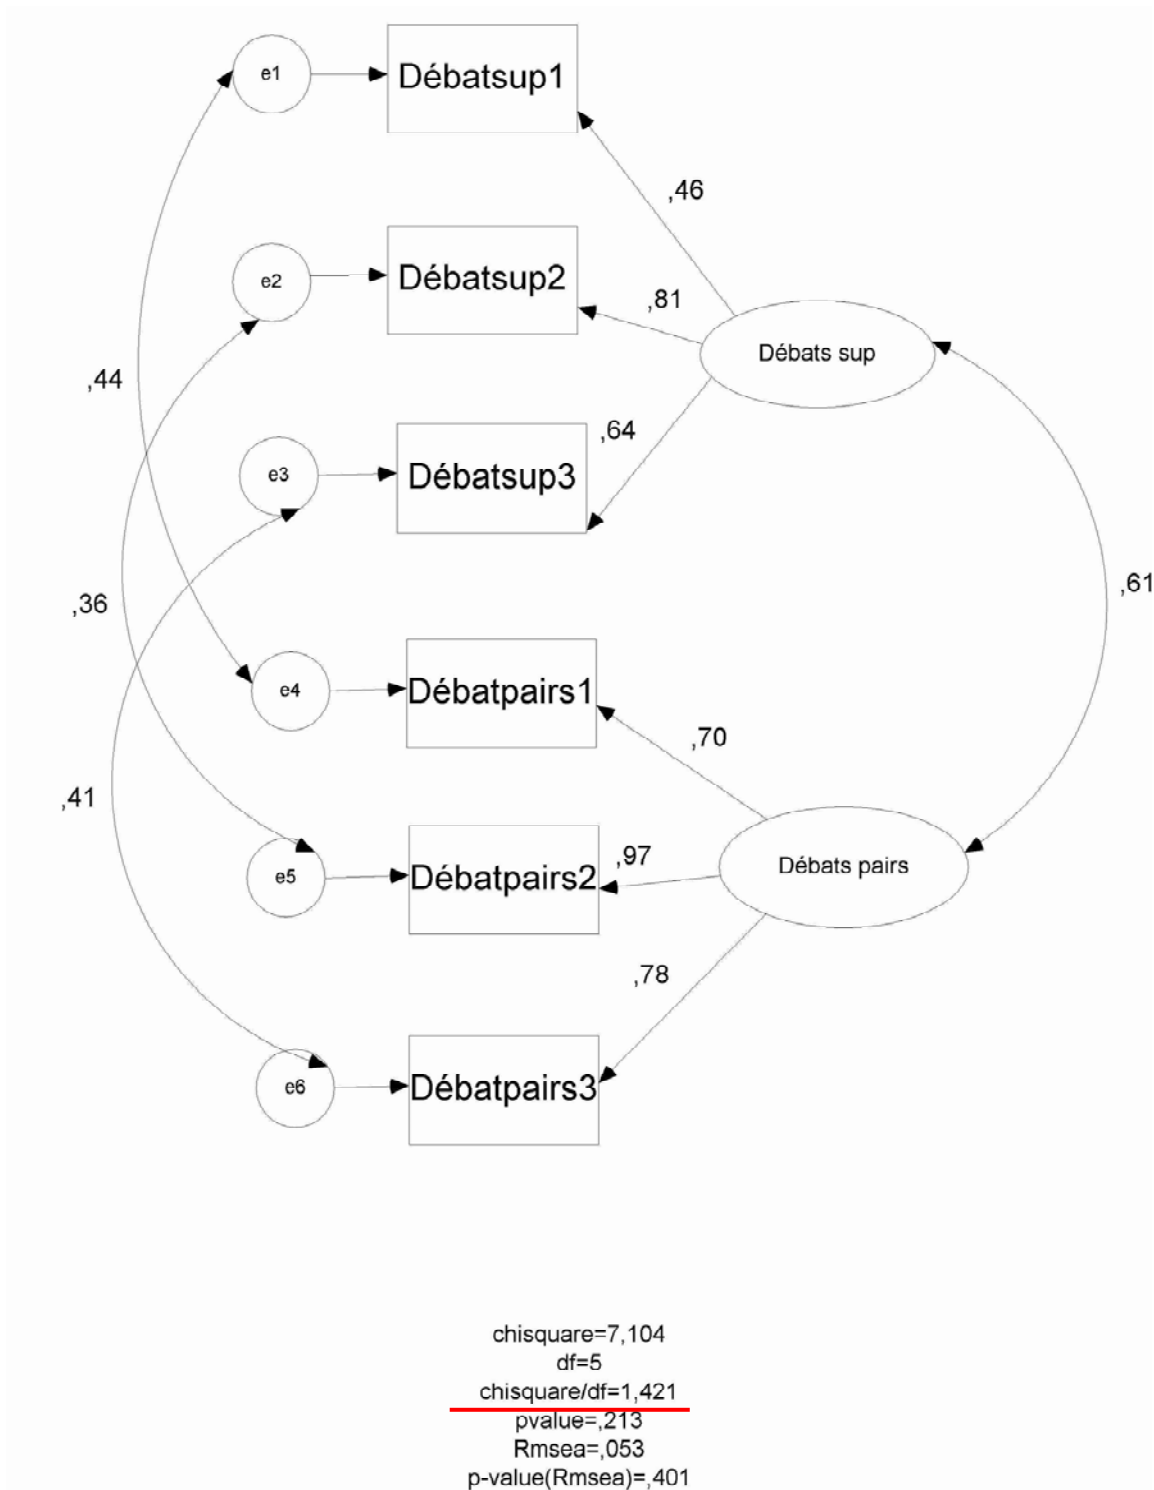 e1
Débatsup1
,46
e2
Débatsup2
,81
Débats sup
,44
,64
e3
Débatsup3
,61
,36
e4
Débatpairs1
,70
,41
,97
Débats pairs
e5
Débatpairs2
,78
e6
Débatpairs3
chisquare=7,104
df=5
chisquare/df=1,421
pvalue=,213
Rmsea=,053
p-value(Rmsea)=,401